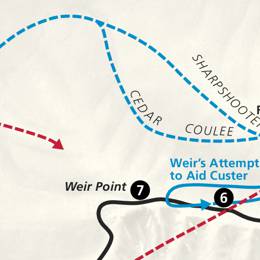 SHARPSHOOTER
CEDAR
COULEE
Weir's Attempt
to Aid Custer
Weir Point 7
6